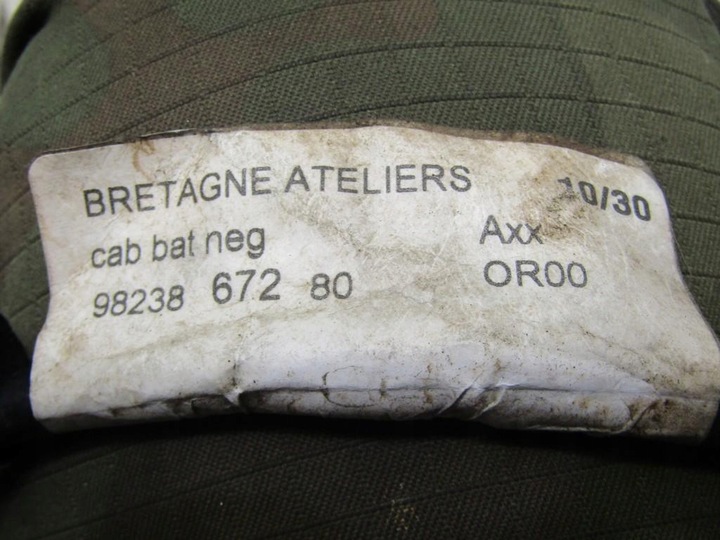 BRETAGNE ATELIERS 10/30
cab bat neg Axx
98238 672 80 OR00